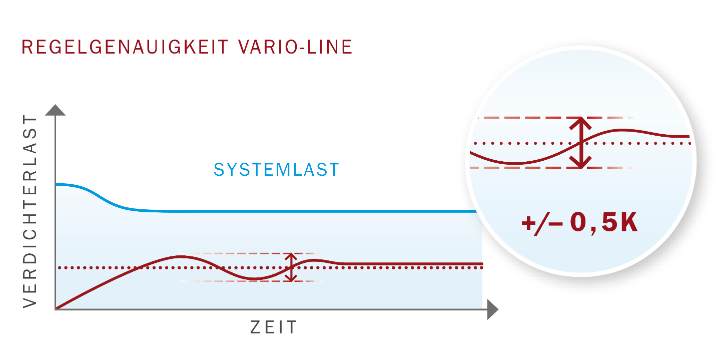 REGELGENAUIGKEIT VARIO-LINE
VERDICHTERLAST
SYSTEMLAST
+/– 0,5K
ZEIT